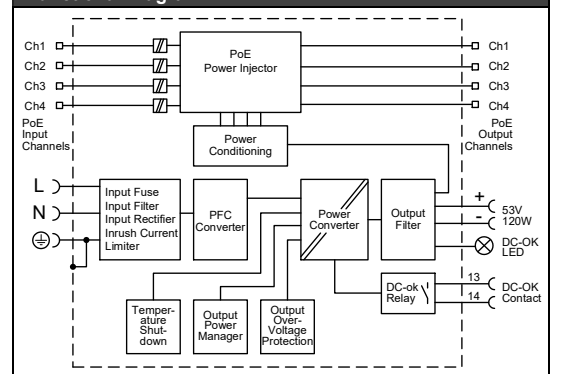 Ch1
Ch2
Ch3
Ch4
PoE
Input
Channels
PoE
Power Injector
Ch1
Ch2
Ch3
Ch4
PoE
Output
Channels
Power
Conditioning
L
N
Input Fuse
Input Filter
Input Rectifier
Inrush Current
Limiter
PFC
Converter
Power
Converter
Output
Filter
+
-
53V
120W
DC-OK
LED
DC-ok
Relay
13
14
DC-OK
Contact
Temper-
ature
Shut-
down
Output
Power
Manager
Output
Over-
Voltage
Protection